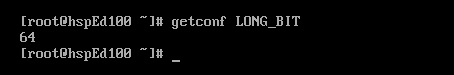 [root@hspEd100 ~]# getconf LONG_BIT
64
[root@hspEd100 ~]# _